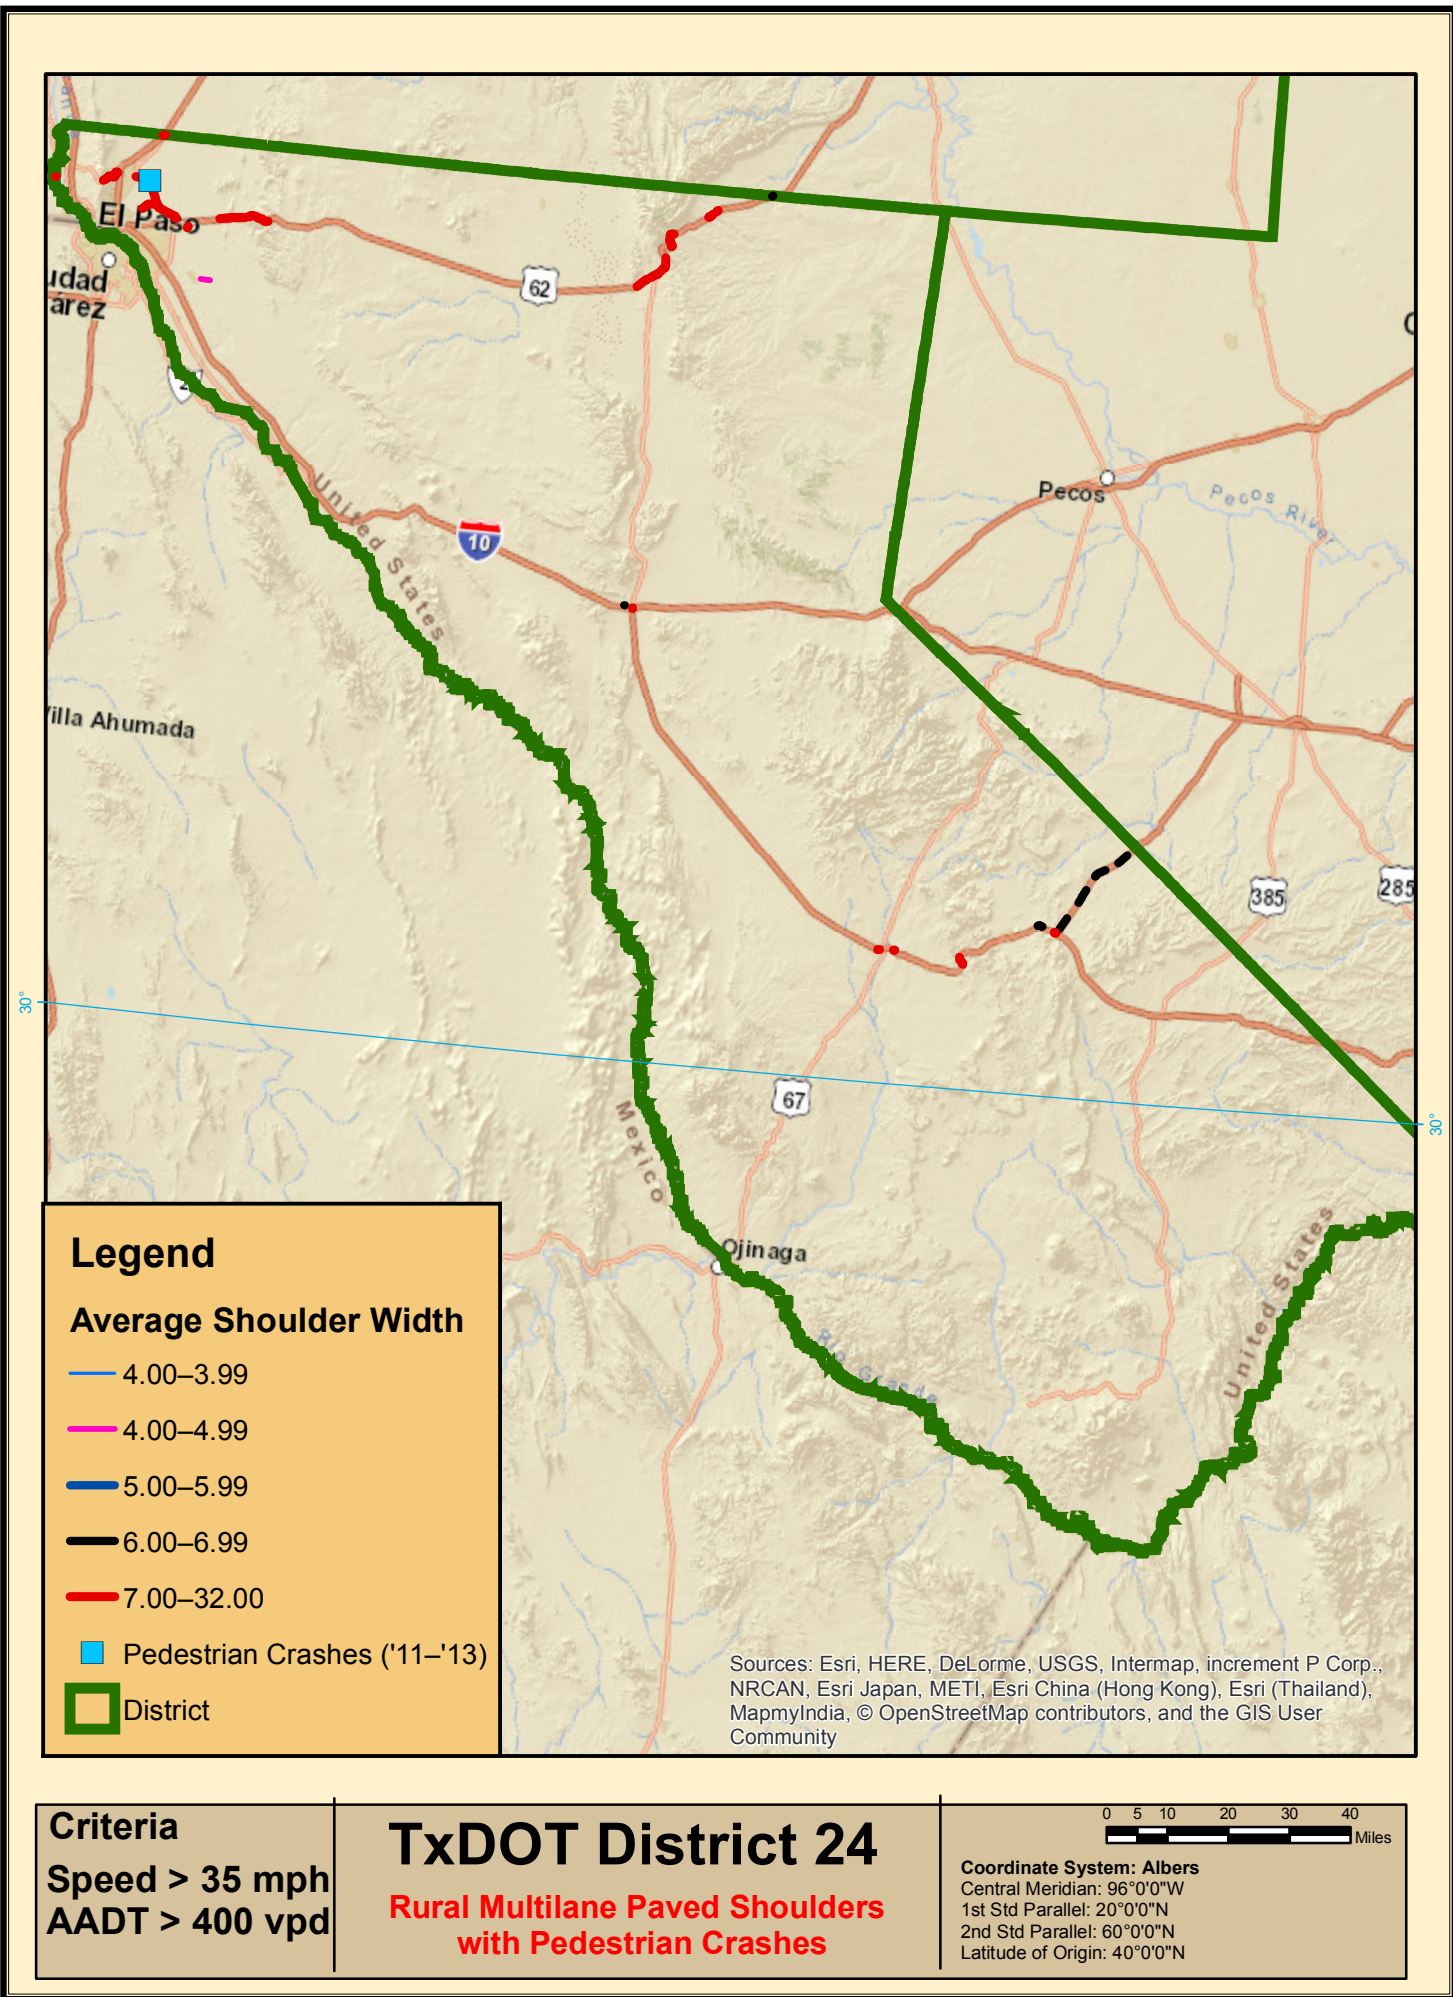 El Paso
udad
árez
62
2
10
United States
Pecos
Pecos River
illa Ahumada
385
285
30°
30°
67
Mexico
Ojinaga
Rio Grande
United States
Legend
Average Shoulder Width
4.00–3.99
4.00–4.99
5.00–5.99
6.00–6.99
7.00–32.00
Pedestrian Crashes ('11–'13)
District
Sources: Esri, HERE, DeLorme, USGS, Intermap, increment P Corp.,
NRCAN, Esri Japan, METI, Esri China (Hong Kong), Esri (Thailand),
MapmyIndia, © OpenStreetMap contributors, and the GIS User
Community
Criteria
Speed > 35 mph
AADT > 400 vpd
TxDOT District 24
Rural Multilane Paved Shoulders
with Pedestrian Crashes
0 5 10 20 30 40
Miles
Coordinate System: Albers
Central Meridian: 96°0'0"W
1st Std Parallel: 20°0'0"N
2nd Std Parallel: 60°0'0"N
Latitude of Origin: 40°0'0"N